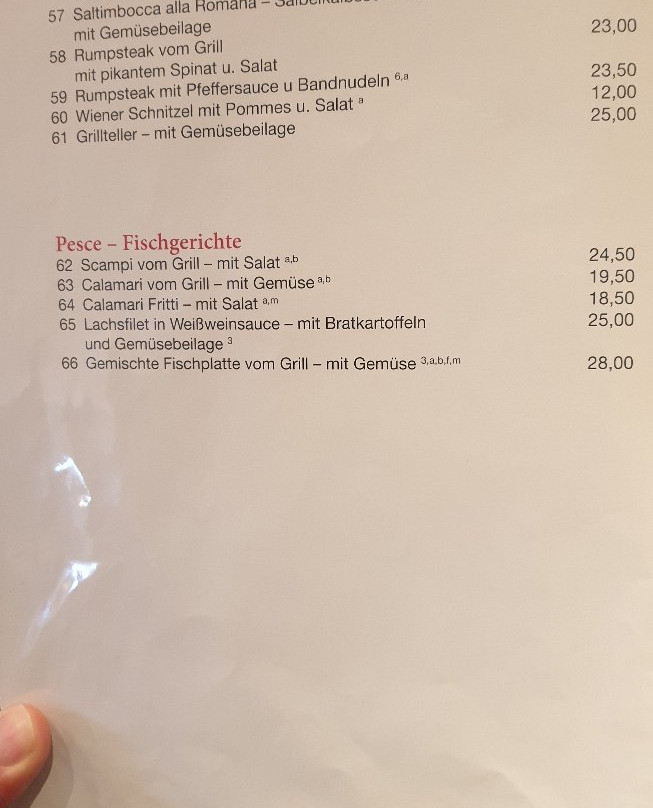 57 Saltimbocca alla Romana –
mit Gemüsebeilage
58 Rumpsteak vom Grill 23,00
mit pikantem Spinat u. Salat
59 Rumpsteak mit Pfeffersauce u Bandnudeln 6,a 23,50
60 Wiener Schnitzel mit Pommes u. Salat a 12,00
61 Grillteller – mit Gemüsebeilage 25,00
Pesce – Fischgerichte
62 Scampi vom Grill – mit Salat a,b 24,50
63 Calamari vom Grill – mit Gemüse a,b 19,50
64 Calamari Fritti – mit Salat a,m 18,50
65 Lachsfilet in Weißweinsauce – mit Bratkartoffeln 25,00
und Gemüsebeilage 3
66 Gemischte Fischplatte vom Grill – mit Gemüse 3,a,b,f,m 28,00